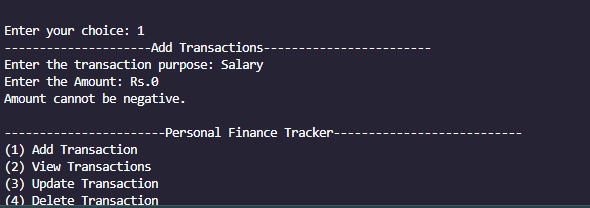 Enter your choice: 1
---------------------Add Transactions------------------------
Enter the transaction purpose: Salary
Enter the Amount: Rs.0
Amount cannot be negative.
-----------------------Personal Finance Tracker---------------------------
(1) Add Transaction
(2) View Transactions
(3) Update Transaction
(4) Delete Transaction